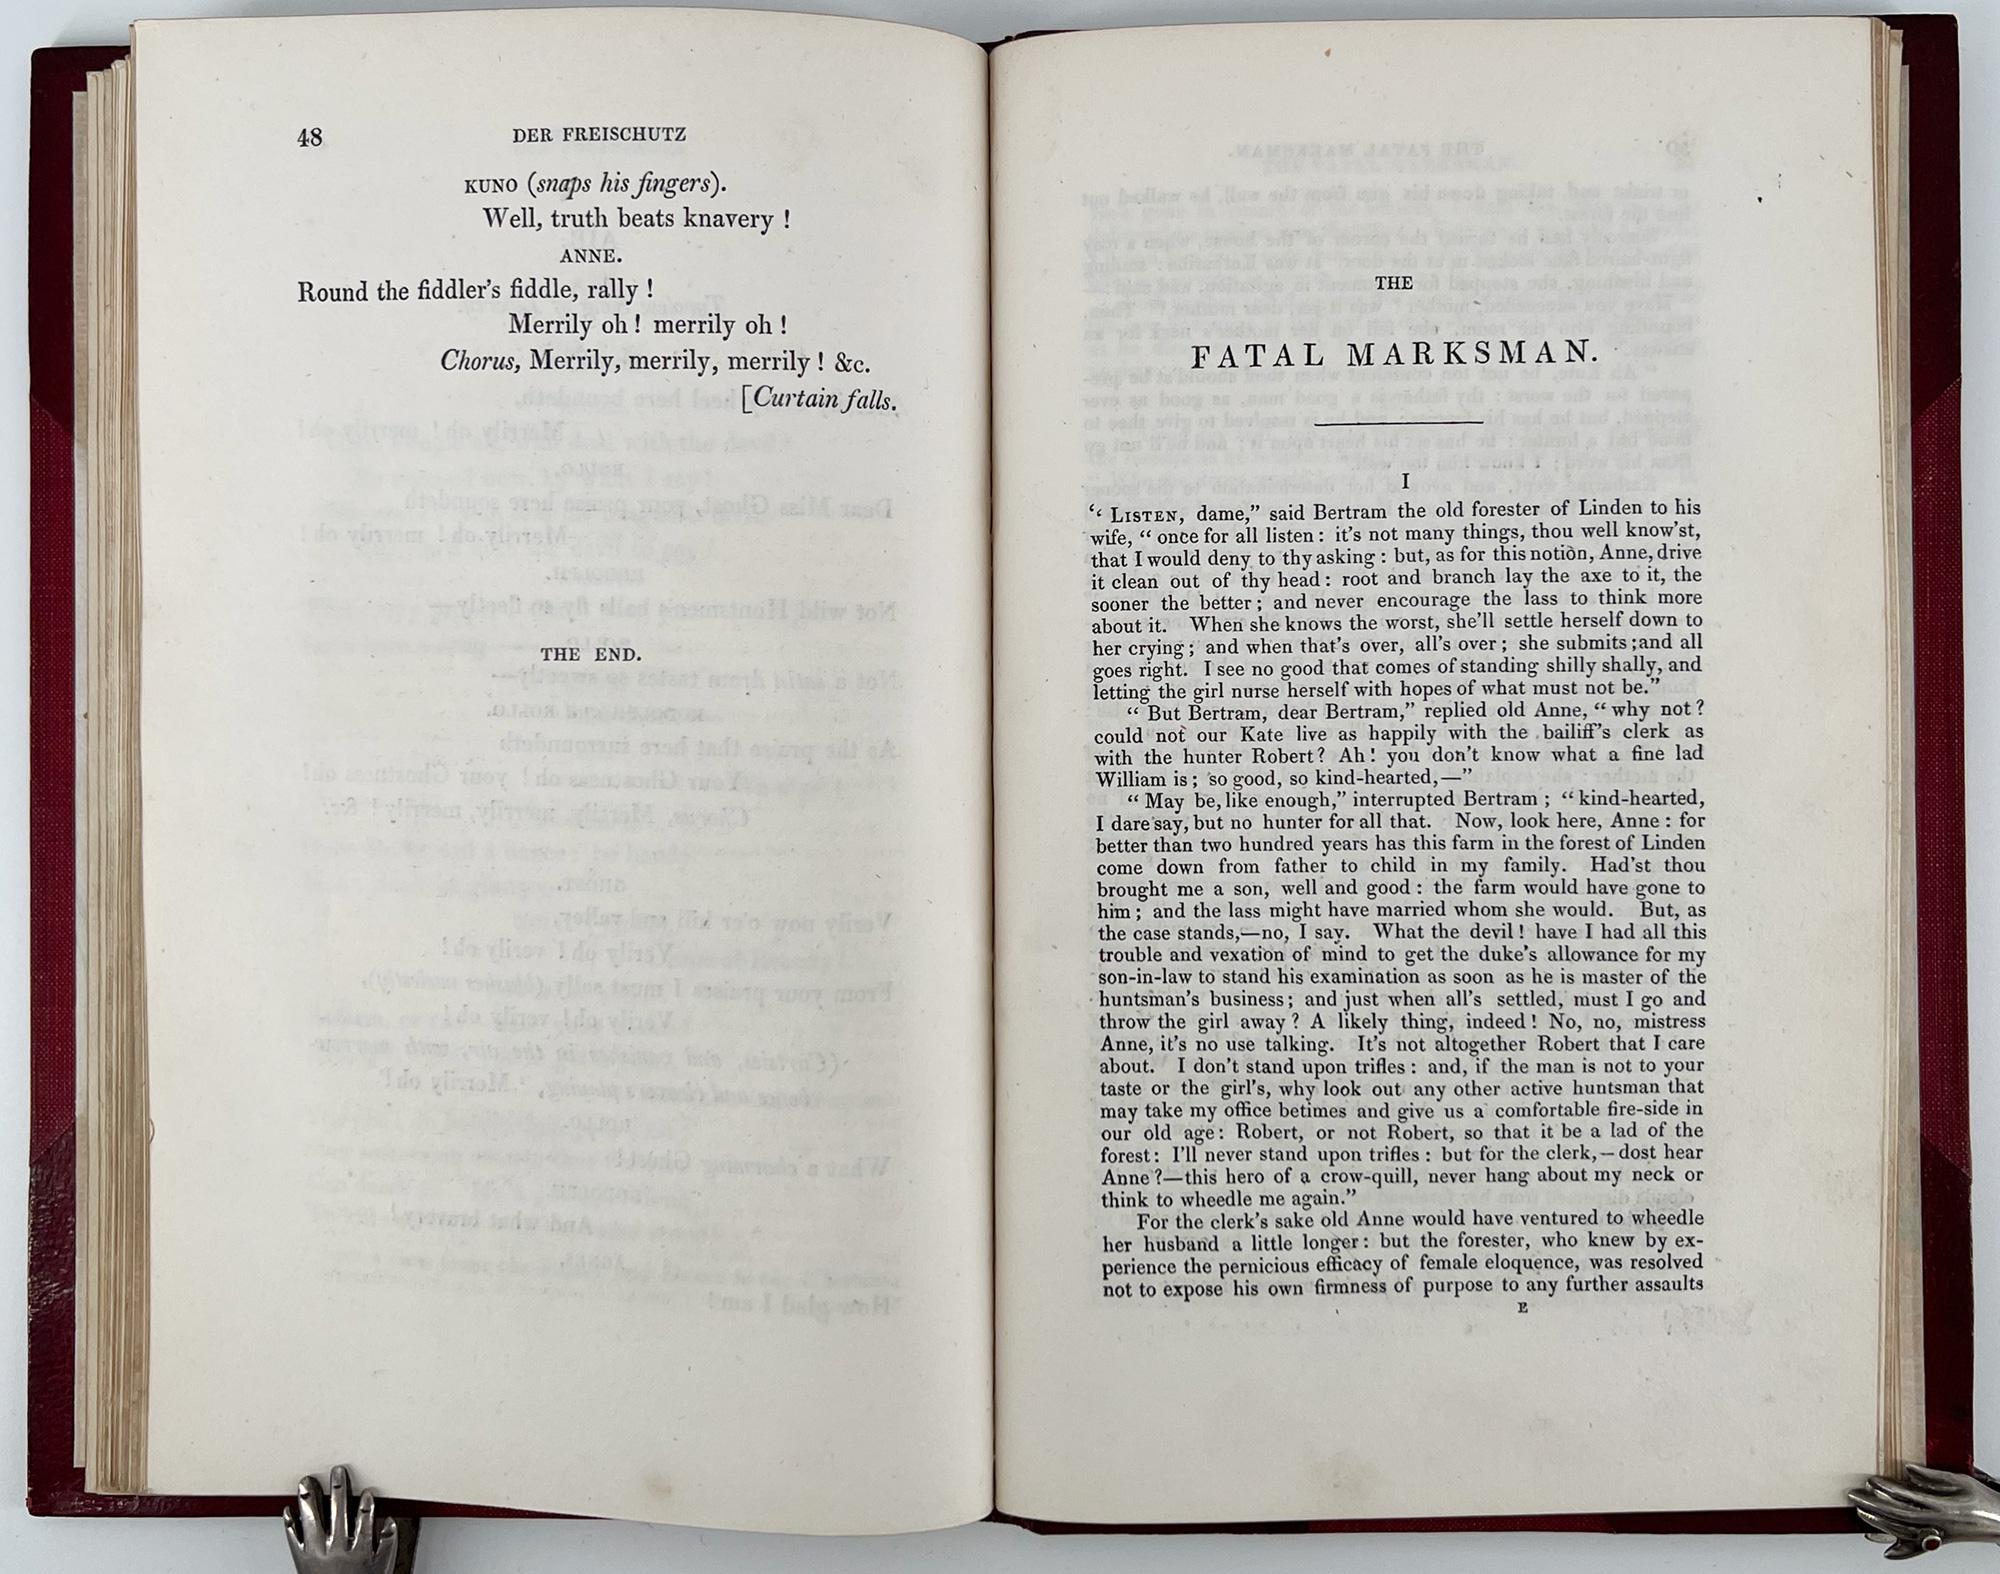 48 DER FREISCHUTZ
KUNO (snaps his fingers).
Well, truth beats knavery !
ANNE.
Round the fiddler's fiddle, rally !
Merrily oh ! merrily oh !
Chorus, Merrily, merrily, merrily ! &c.
[Curtain falls.
THE END.
THE
FATAL MARKSMAN.
I
“ LISTEN, dame,” said Bertram the old forester of Linden to his
wife, “ once for all listen : it's not many things, thou well know'st,
that I would deny to thy asking : but, as for this notion, Anne, drive
it clean out of thy head : root and branch lay the axe to it, the
sooner the better ; and never encourage the lass to think more
about it. When she knows the worst, she'll settle herself down to
her crying ; and when that's over, all's over ; she submits ;and all
goes right. I see no good that comes of standing shilly shally, and
letting the girl nurse herself with hopes of what must not be.”
“ But Bertram, dear Bertram,” replied old Anne, “ why not ?
could not our Kate live as happily with the bailiff's clerk as
with the hunter Robert ? Ah ! you don't know what a fine lad
William is ; so good, so kind-hearted,—”
“ May be, like enough,” interrupted Bertram ; “ kind-hearted,
I dare say, but no hunter for all that. Now, look here, Anne : for
better than two hundred years has this farm in the forest of Linden
come down from father to child in my family. Had'st thou
brought me a son, well and good : the farm would have gone to
him ; and the lass might have married whom she would. But, as
the case stands,—no, I say. What the devil ! have I had all this
trouble and vexation of mind to get the duke's allowance for my
son-in-law to stand his examination as soon as he is master of the
huntsman's business ; and just when all's settled, must I go and
throw the girl away ? A likely thing, indeed ! No, no, mistress
Anne, it's no use talking. It's not altogether Robert that I care
about. I don't stand upon trifles : and, if the man is not to your
taste or the girl's, why look out any other active huntsman that
may take my office betimes and give us a comfortable fire-side in
our old age : Robert, or not Robert, so that it be a lad of the
forest : I'll never stand upon trifles : but for the clerk,—dost hear
Anne ?—this hero of a crow-quill, never hang about my neck or
think to wheedle me again.”
For the clerk's sake old Anne would have ventured to wheedle
her husband a little longer : but the forester, who knew by ex-
perience the pernicious efficacy of female eloquence, was resolved
not to expose his own firmness of purpose to any further assaults
E